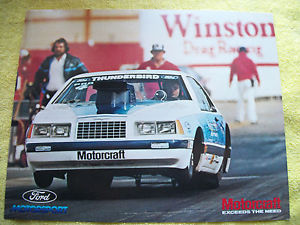 Winston
Drag Racing
THUNDERBIRD
Motorcraft
Ford
MOTORSPORT
Motorcraft
EXCEEDS THE NEED